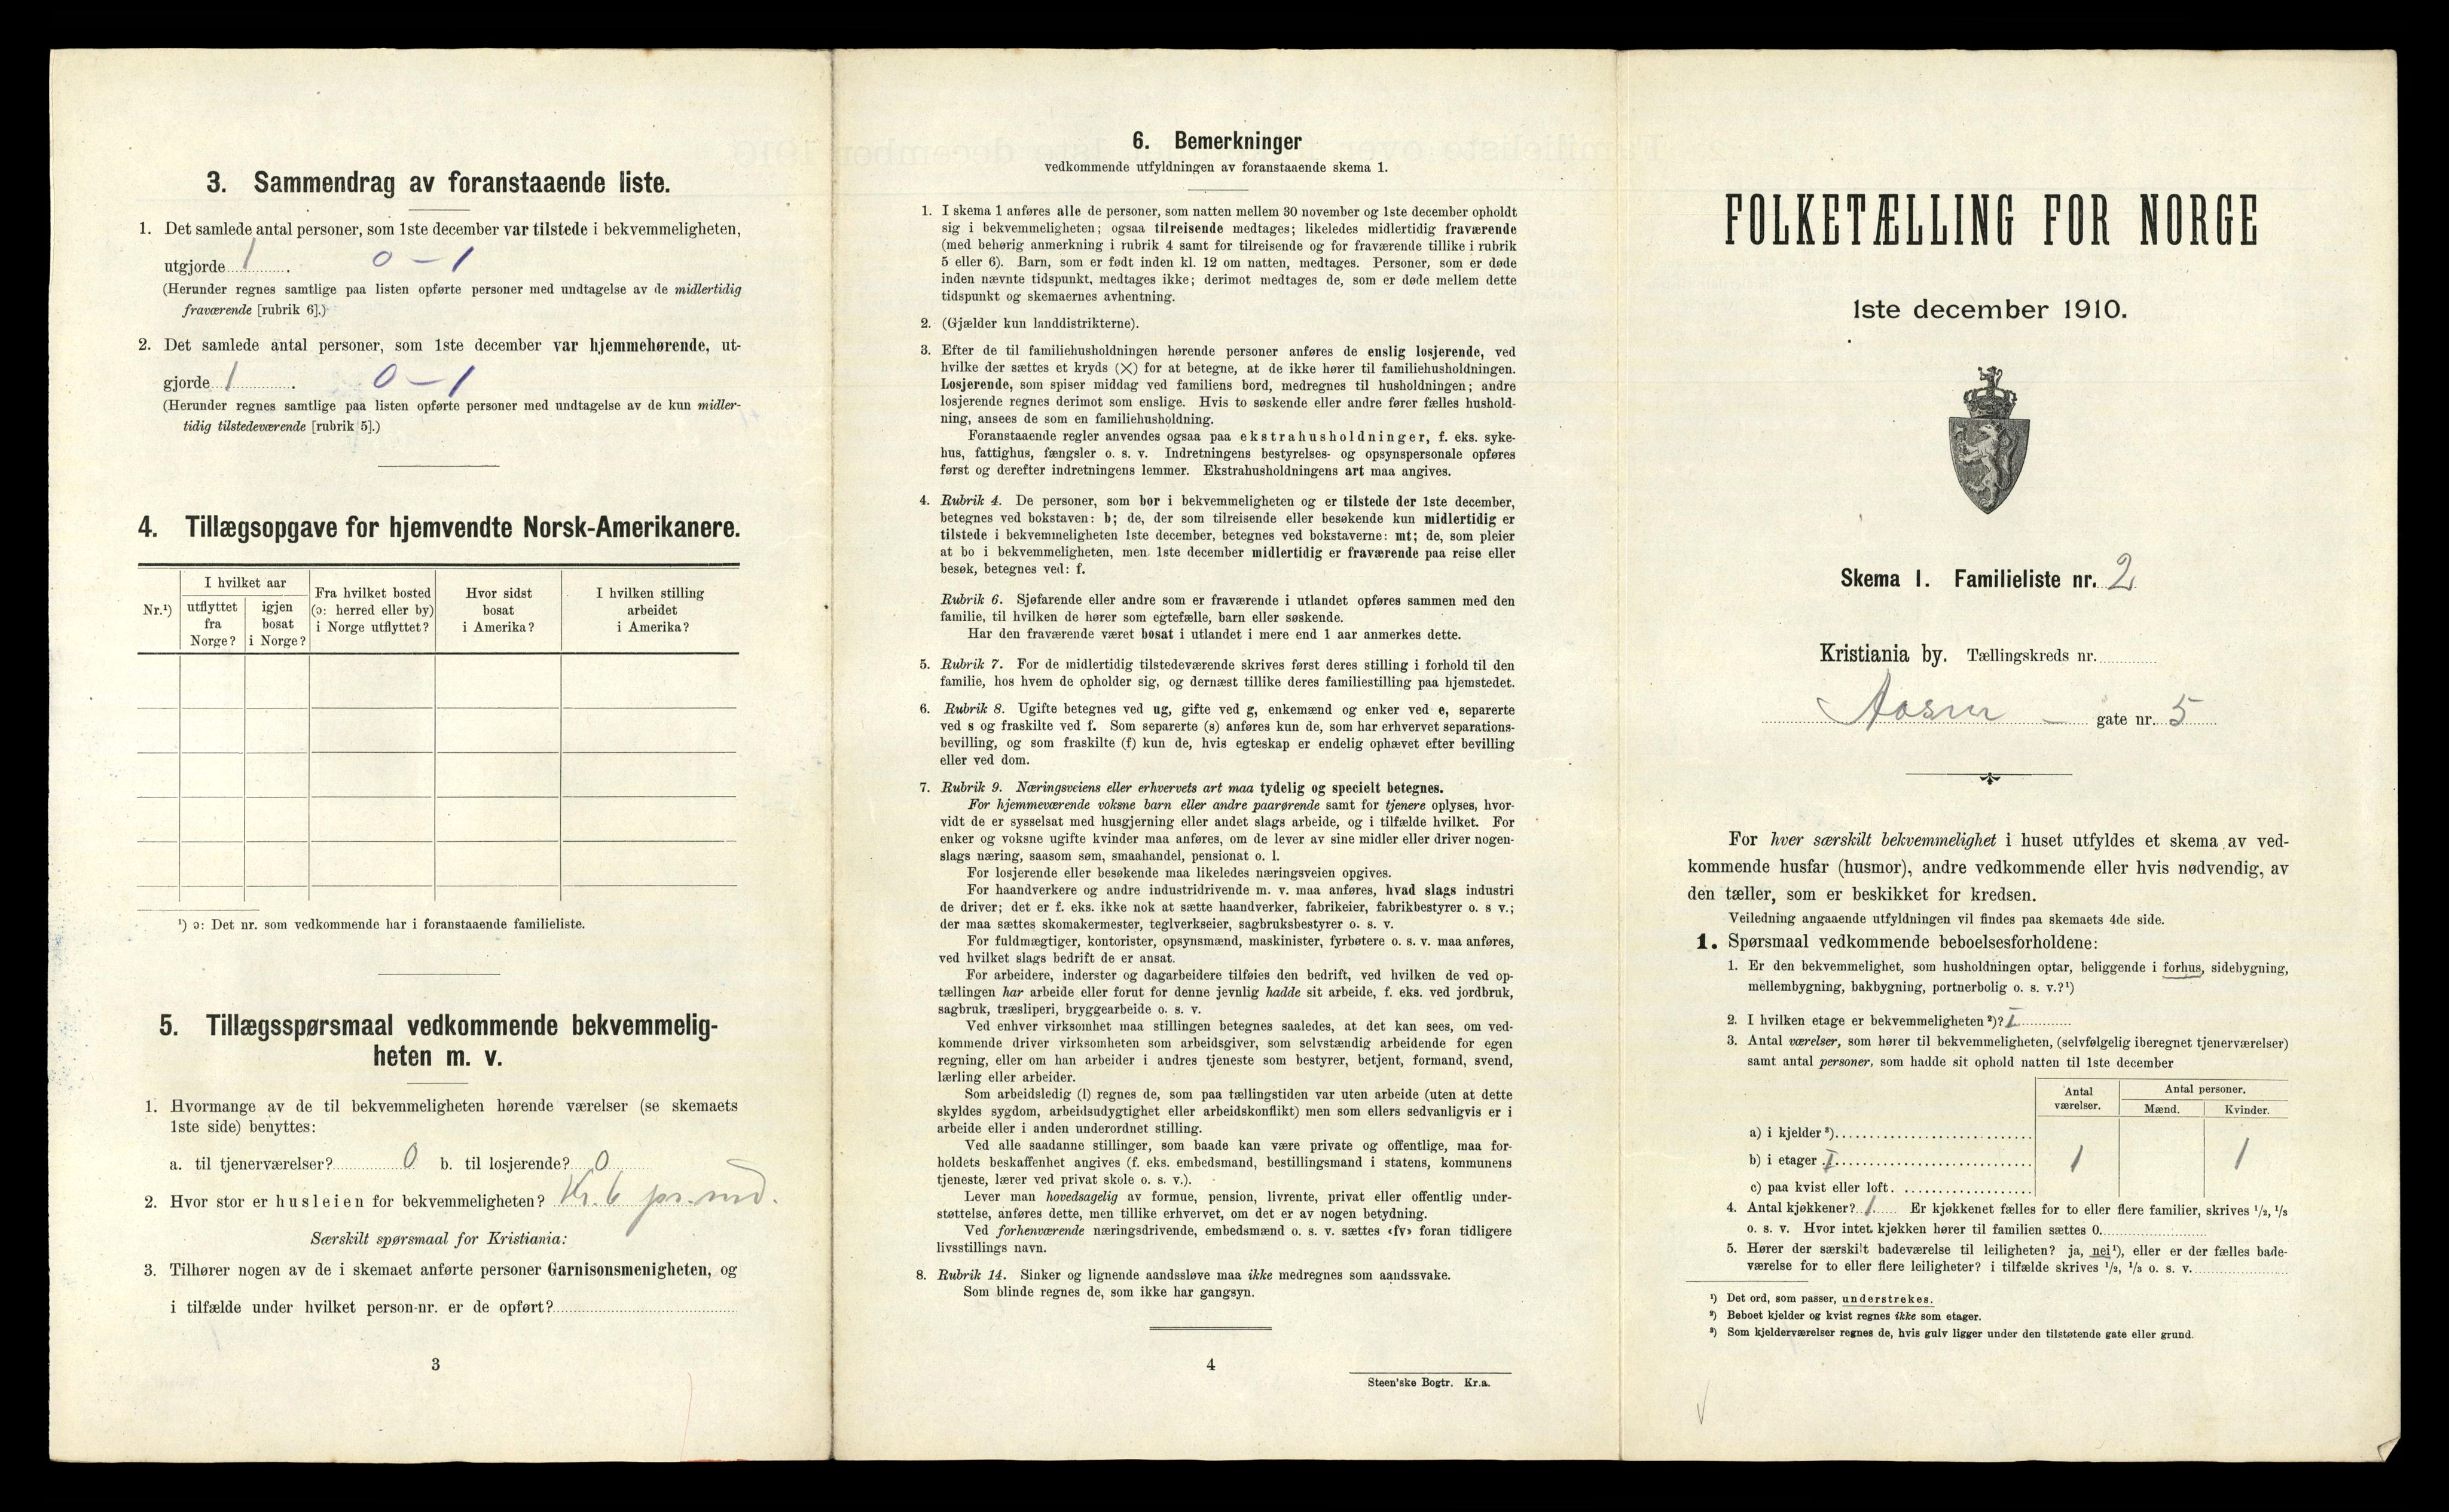 3. Sammendrag av foranstaaende liste.
1. Det samlede antal personer, som 1ste december var tilstede i bekvemmeligheten,
utgjorde 1. 0 — 1
(Herunder regnes samtlige paa listen opførte personer med undtagelse av de midlertidig
fraværende [rubrik 6].)
2. Det samlede antal personer, som 1ste december var hjemmehørende, ut-
gjorde 1. 0 — 1
(Herunder regnes samtlige paa listen opførte personer med undtagelse av de kun midler-
tidig tilstedeværende [rubrik 5].)
4. Tillægsopgave for hjemvendte Norsk-Amerikanere.
Nr.¹)
I hvilket aar
utflyttet
fra
Norge?
igjen
bosat
i Norge?
Fra hvilket bosted
(ɔ: herred eller by)
i Norge utflyttet?
Hvor sidst
bosat
i Amerika?
I hvilken stilling
arbeidet
i Amerika?
¹) ɔ: Det nr. som vedkommende har i foranstaaende familieliste.
5. Tillægsspørsmaal vedkommende bekvemmelig-
heten m. v.
1. Hvormange av de til bekvemmeligheten hørende værelser (se skemaets
1ste side) benyttes:
a. til tjenerværelser? 0 b. til losjerende? 0
2. Hvor stor er husleien for bekvemmeligheten? Kr. 6 pr. md.
Særskilt spørsmaal for Kristiania:
3. Tilhører nogen av de i skemaet anførte personer Garnisonsmenigheten, og
i tilfælde under hvilket person-nr. er de opført?
3
6. Bemerkninger
vedkommende utfyldningen av foranstaaende skema 1.
1. I skema 1 anføres alle de personer, som natten mellem 30 november og 1ste december opholdt
sig i bekvemmeligheten; ogsaa tilreisende medtages; likeledes midlertidig fraværende
(med behørig anmerkning i rubrik 4 samt for tilreisende og for fraværende tillike i rubrik
5 eller 6). Barn, som er født inden kl. 12 om natten, medtages. Personer, som er døde
inden nævnte tidspunkt, medtages ikke; derimot medtages de, som er døde mellem dette
tidspunkt og skemaernes avhentning.
2. (Gjælder kun landdistrikterne).
3. Efter de til familiehusholdningen hørende personer anføres de enslig losjerende, ved
hvilke der sættes et kryds (×) for at betegne, at de ikke hører til familiehusholdningen.
Losjerende, som spiser middag ved familiens bord, medregnes til husholdningen; andre
losjerende regnes derimot som enslige. Hvis to søskende eller andre fører fælles hushold-
ning, ansees de som en familiehusholdning.
Foranstaaende regler anvendes ogsaa paa ekstrahusholdninger, f. eks. syke-
hus, fattighus, fængsler o. s. v. Indretningens bestyrelses- og opsynspersonale opføres
først og derefter indretningens lemmer. Ekstrahusholdningens art maa angives.
4. Rubrik 4. De personer, som bor i bekvemmeligheten og er tilstede der 1ste december,
betegnes ved bokstaven: b; de, der som tilreisende eller besøkende kun midlertidig er
tilstede i bekvemmeligheten 1ste december, betegnes ved bokstaverne: mt; de, som pleier
at bo i bekvemmeligheten, men 1ste december midlertidig er fraværende paa reise eller
besøk, betegnes ved: f.
Rubrik 6. Sjøfarende eller andre som er fraværende i utlandet opføres sammen med den
familie, til hvilken de hører som egtefælle, barn eller søskende.
Har den fraværende været bosat i utlandet i mere end 1 aar anmerkes dette.
5. Rubrik 7. For de midlertidig tilstedeværende skrives først deres stilling i forhold til den
familie, hos hvem de opholder sig, og dernæst tillike deres familiestilling paa hjemstedet.
6. Rubrik 8. Ugifte betegnes ved ug, gifte ved g, enkemænd og enker ved e, separerte
ved s og fraskilte ved f. Som separerte (s) anføres kun de, som har erhvervet separations-
bevilling, og som fraskilte (f) kun de, hvis egteskap er endelig ophævet efter bevilling
eller ved dom.
7. Rubrik 9. Næringsveiens eller erhvervets art maa tydelig og specielt betegnes.
For hjemmeværende voksne barn eller andre paarørende samt for tjenere oplyses, hvor-
vidt de er sysselsat med husgjerning eller andet slags arbeide, og i tilfælde hvilket. For
enker og voksne ugifte kvinder maa anføres, om de lever av sine midler eller driver nogen-
slags næring, saasom søm, smaahandel, pensionat o. l.
For losjerende eller besøkende maa likeledes næringsveien opgives.
For haandverkere og andre industridrivende m. v. maa anføres, hvad slags industri
de driver; det er f. eks. ikke nok at sætte haandverker, fabrikeier, fabrikbestyrer o. s v.;
der maa sættes skomakermester, teglverkseier, sagbruksbestyrer o. s. v.
For fuldmægtiger, kontorister, opsynsmænd, maskinister, fyrbøtere o. s. v. maa anføres,
ved hvilket slags bedrift de er ansat.
For arbeidere, inderster og dagarbeidere tilføies den bedrift, ved hvilken de ved op-
tællingen har arbeide eller forut for denne jevnlig hadde sit arbeide, f. eks. ved jordbruk,
sagbruk, træsliperi, bryggearbeide o. s. v.
Ved enhver virksomhet maa stillingen betegnes saaledes, at det kan sees, om ved-
kommende driver virksomheten som arbeidsgiver, som selvstændig arbeidende for egen
regning, eller om han arbeider i andres tjeneste som bestyrer, betjent, formand, svend,
lærling eller arbeider.
Som arbeidsledig (l) regnes de, som paa tællingstiden var uten arbeide (uten at dette
skyldes sygdom, arbeidsudygtighet eller arbeidskonflikt) men som ellers sedvanligvis er i
arbeide eller i anden underordnet stilling.
Ved alle saadanne stillinger, som baade kan være private og offentlige, maa for-
holdets beskaffenhet angives (f. eks. embedsmand, bestillingsmand i statens, kommunens
tjeneste, lærer ved privat skole o. s. v.).
Lever man hovedsagelig av formue, pension, livrente, privat eller offentlig under-
støttelse, anføres dette, men tillike erhvervet, om det er av nogen betydning.
Ved forhenværende næringsdrivende, embedsmænd o. s. v. sættes «fv» foran tidligere
livsstillings navn.
8. Rubrik 14. Sinker og lignende aandssløve maa ikke medregnes som aandssvake.
Som blinde regnes de, som ikke har gangsyn.
4
Steen'ske Bogtr. Kr.a.
FOLKETÆLLING FOR NORGE
1ste december 1910.
Skema I. Familieliste nr. 2
Kristiania by. Tællingskreds nr.
Aasen — gate nr. 5
For hver særskilt bekvemmelighet i huset utfyldes et skema av ved-
kommende husfar (husmor), andre vedkommende eller hvis nødvendig, av
den tæller, som er beskikket for kredsen.
Veiledning angaaende utfyldningen vil findes paa skemaets 4de side.
1. Spørsmaal vedkommende beboelsesforholdene:
1. Er den bekvemmelighet, som husholdningen optar, beliggende i forhus, sidebygning,
mellembygning, bakbygning, portnerbolig o. s. v.?¹)
2. I hvilken etage er bekvemmeligheten ²)? I
3. Antal værelser, som hører til bekvemmeligheten, (selvfølgelig iberegnet tjenerværelser)
samt antal personer, som hadde sit ophold natten til 1ste december
Antal
værelser.
Antal personer.
Mænd. Kvinder.
a) i kjelder ³)
b) i etager I 1 1
c) paa kvist eller loft.
4. Antal kjøkkener? 1. Er kjøkkenet fælles for to eller flere familier, skrives ¹/₂, ¹/₃
o. s. v. Hvor intet kjøkken hører til familien sættes 0.
5. Hører der særskilt badeværelse til leiligheten? ja, nei¹), eller er der fælles bade-
værelse for to eller flere leiligheter? i tilfælde skrives ¹/₂, ¹/₃ o. s. v.
¹) Det ord, som passer, understrekes.
²) Beboet kjelder og kvist regnes ikke som etager.
³) Som kjelderværelser regnes de, hvis gulv ligger under den tilstøtende gate eller grund.